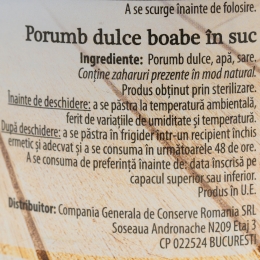 A se scurge înainte de folosire.
Porumb dulce boabe în suc
Ingrediente: Porumb dulce, apă, sare.
Conține zaharuri prezente în mod natural.
Produs obținut prin sterilizare.
Înainte de deschidere: a se păstra la temperatură ambientală,
ferit de variațiile de umiditate și temperatură.
După deschidere: a se păstra în frigider într-un recipient închis
ermetic și adecvat și a se consuma în următoarele 48 de ore.
A se consuma de preferință înainte de: data înscrisă pe
capacul superior sau inferior.
Produs în U.E.
Distribuitor: Compania Generala de Conserve Romania SRL
Soseaua Andronache N209 Etaj 3
CP 022524 BUCURESTI